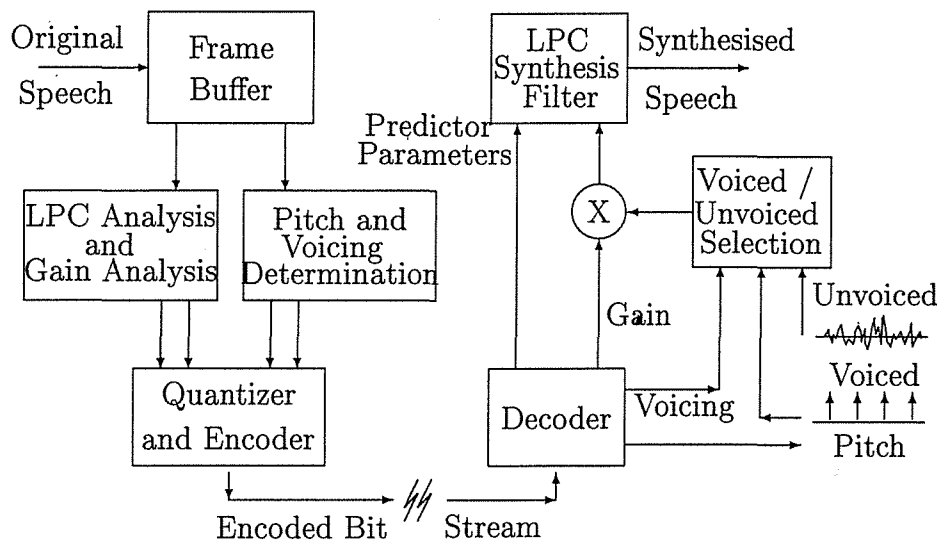 Original
Speech
Frame
Buffer
LPC Analysis
and
Gain Analysis
Pitch and
Voicing
Determination
Quantizer
and Encoder
Encoded Bit
Stream
LPC
Synthesis
Filter
Synthesised
Speech
Predictor
Parameters
X
Voiced /
Unvoiced
Selection
Gain
Unvoiced
Voiced
Pitch
Decoder
Voicing